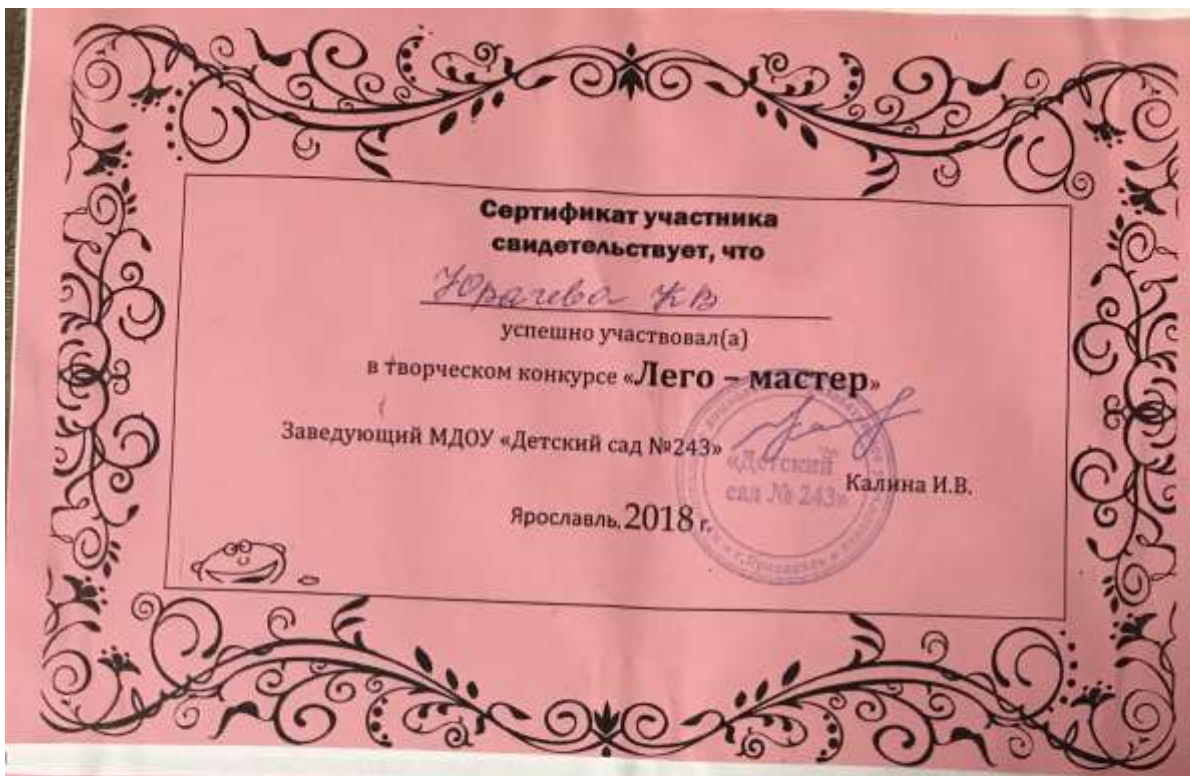 Сертификат участника
свидетельствует, что
Юрачева КВ
успешно участвовал(а)
в творческом конкурсе «Лего – мастер»
Заведующий МДОУ «Детский сад №243»
«Детский
сад № 243»
Калина И.В.
Ярославль, 2018 г.